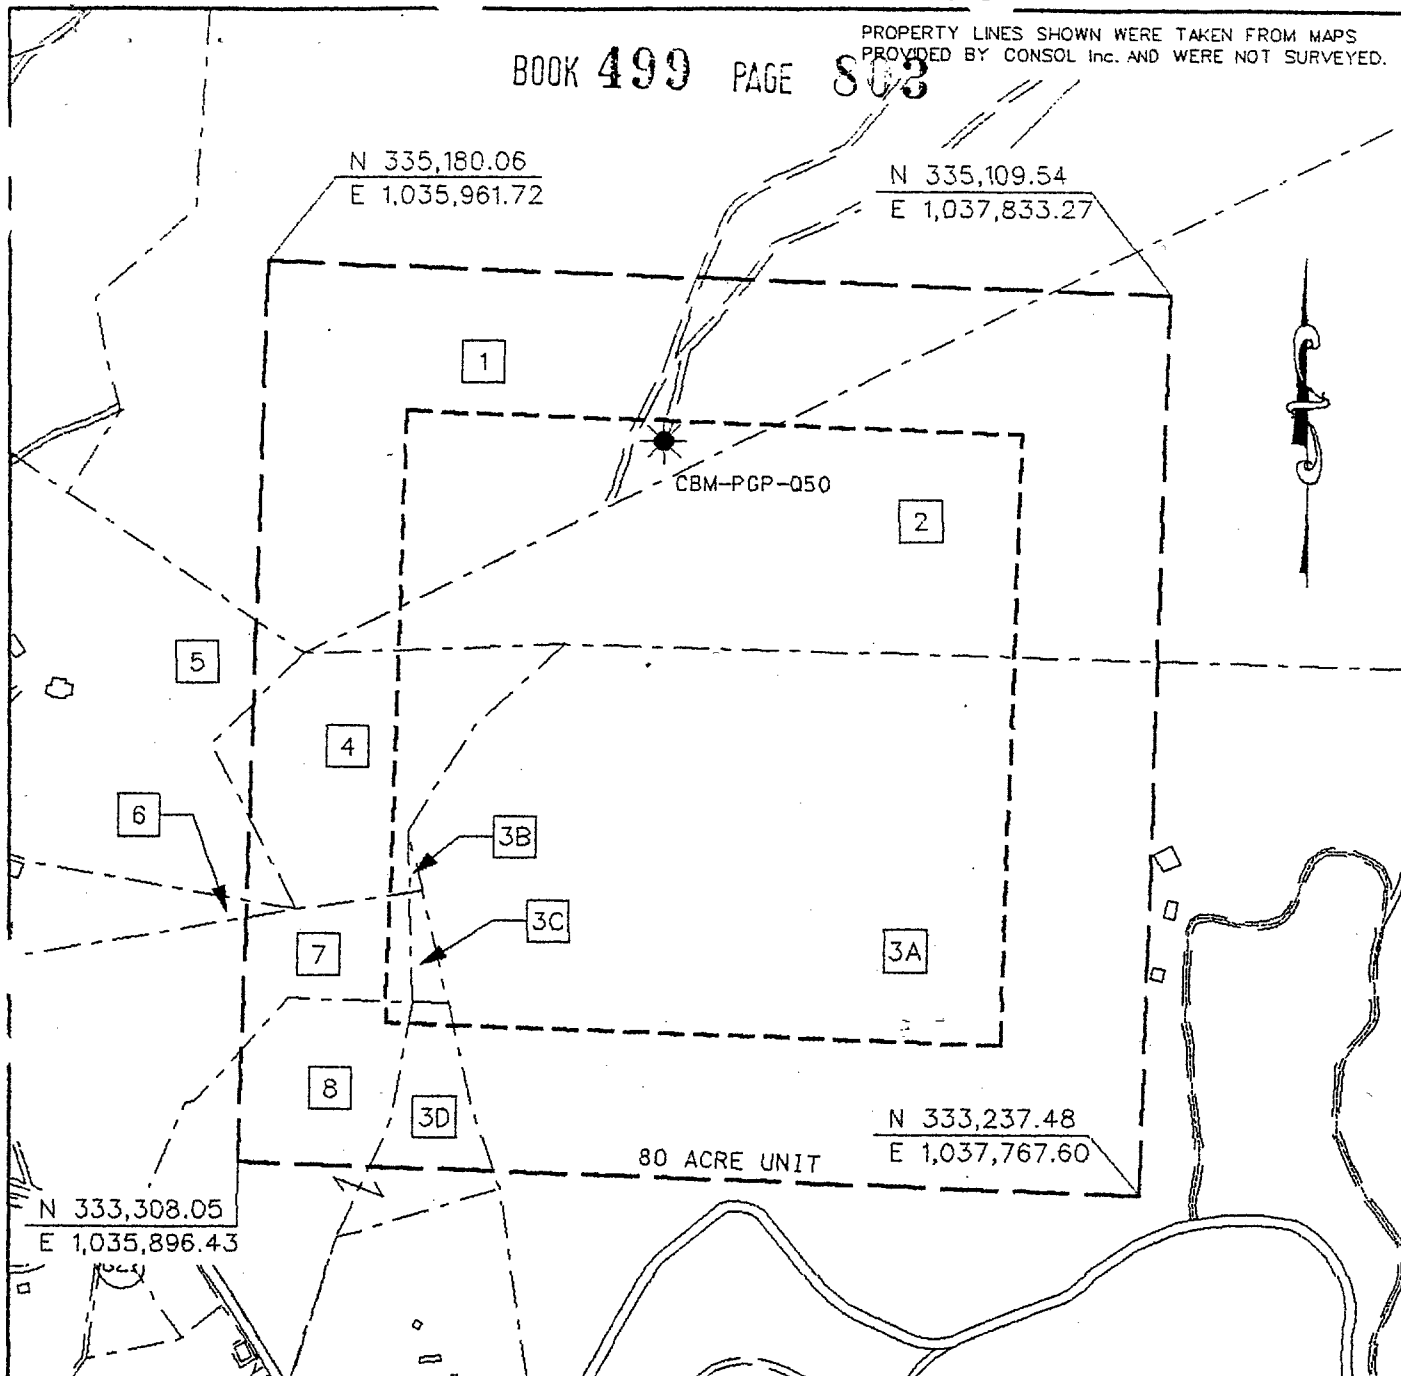 PROPERTY LINES SHOWN WERE TAKEN FROM MAPS
PROVIDED BY CONSOL Inc. AND WERE NOT SURVEYED.
BOOK 499 PAGE 803
N 335,180.06
E 1,035,961.72
N 335,109.54
E 1,037,833.27
1
CBM-PGP-Q50
2
5
4
6
3B
3C
7
3A
8
3D
N 333,237.48
E 1,037,767.60
80 ACRE UNIT
N 333,308.05
E 1,035,896.43